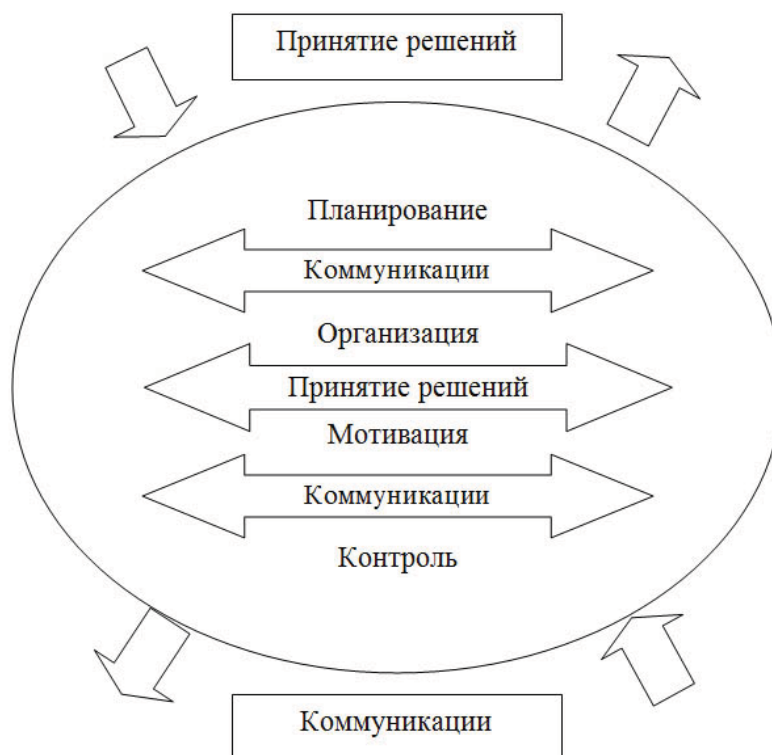 Принятие решений
Планирование
Коммуникации
Организация
Принятие решений
Мотивация
Коммуникации
Контроль
Коммуникации